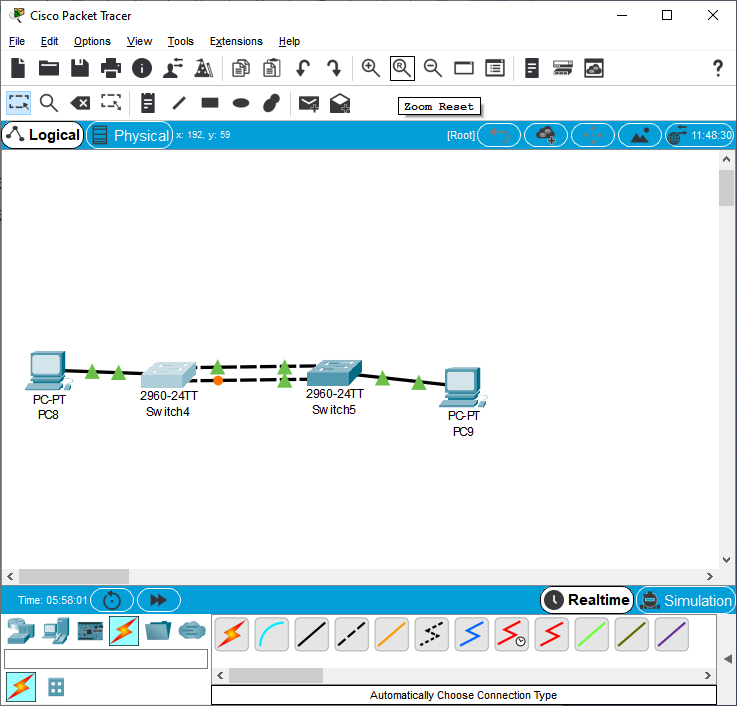 Cisco Packet Tracer
File Edit Options View Tools Extensions Help
?
Zoom Reset
Logical Physical x: 192, y: 59 [Root] 11:48:30
PC-PT
PC8
2960-24TT
Switch4
2960-24TT
Switch5
PC-PT
PC9
Time: 05:58:01 Realtime Simulation
Automatically Choose Connection Type